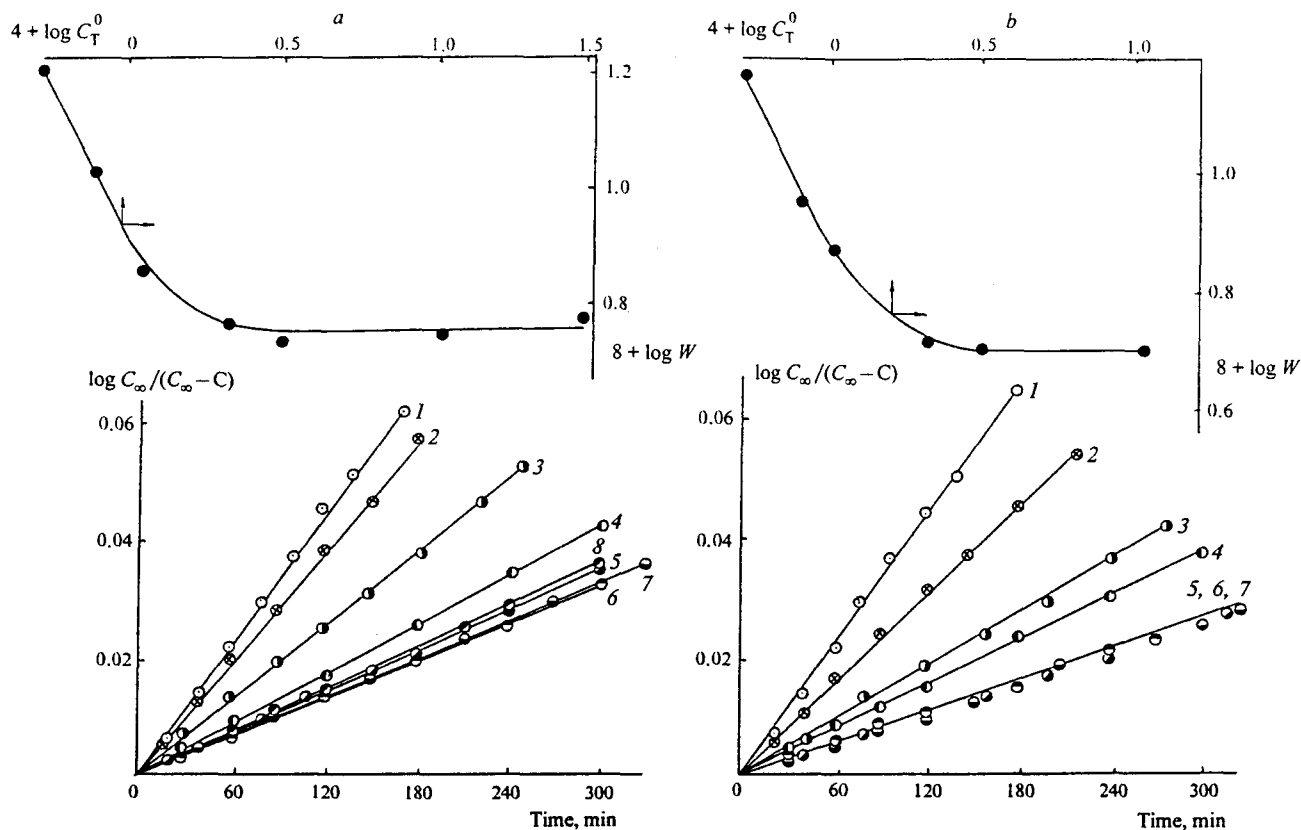 a
4 + log C_T^0
0 0.5 1.0 1.5
1.2
1.0
0.8
8 + log W
log C∞/(C∞−C)
0.06
0.04
0.02
1
2
3
4
8
5
7
6
0 60 120 180 240 300
Time, min
b
4 + log C_T^0
0 0.5 1.0
1.0
0.8
8 + log W
0.6
log C∞/(C∞−C)
0.06
0.04
0.02
1
2
3
4
5, 6, 7
0 60 120 180 240 300
Time, min